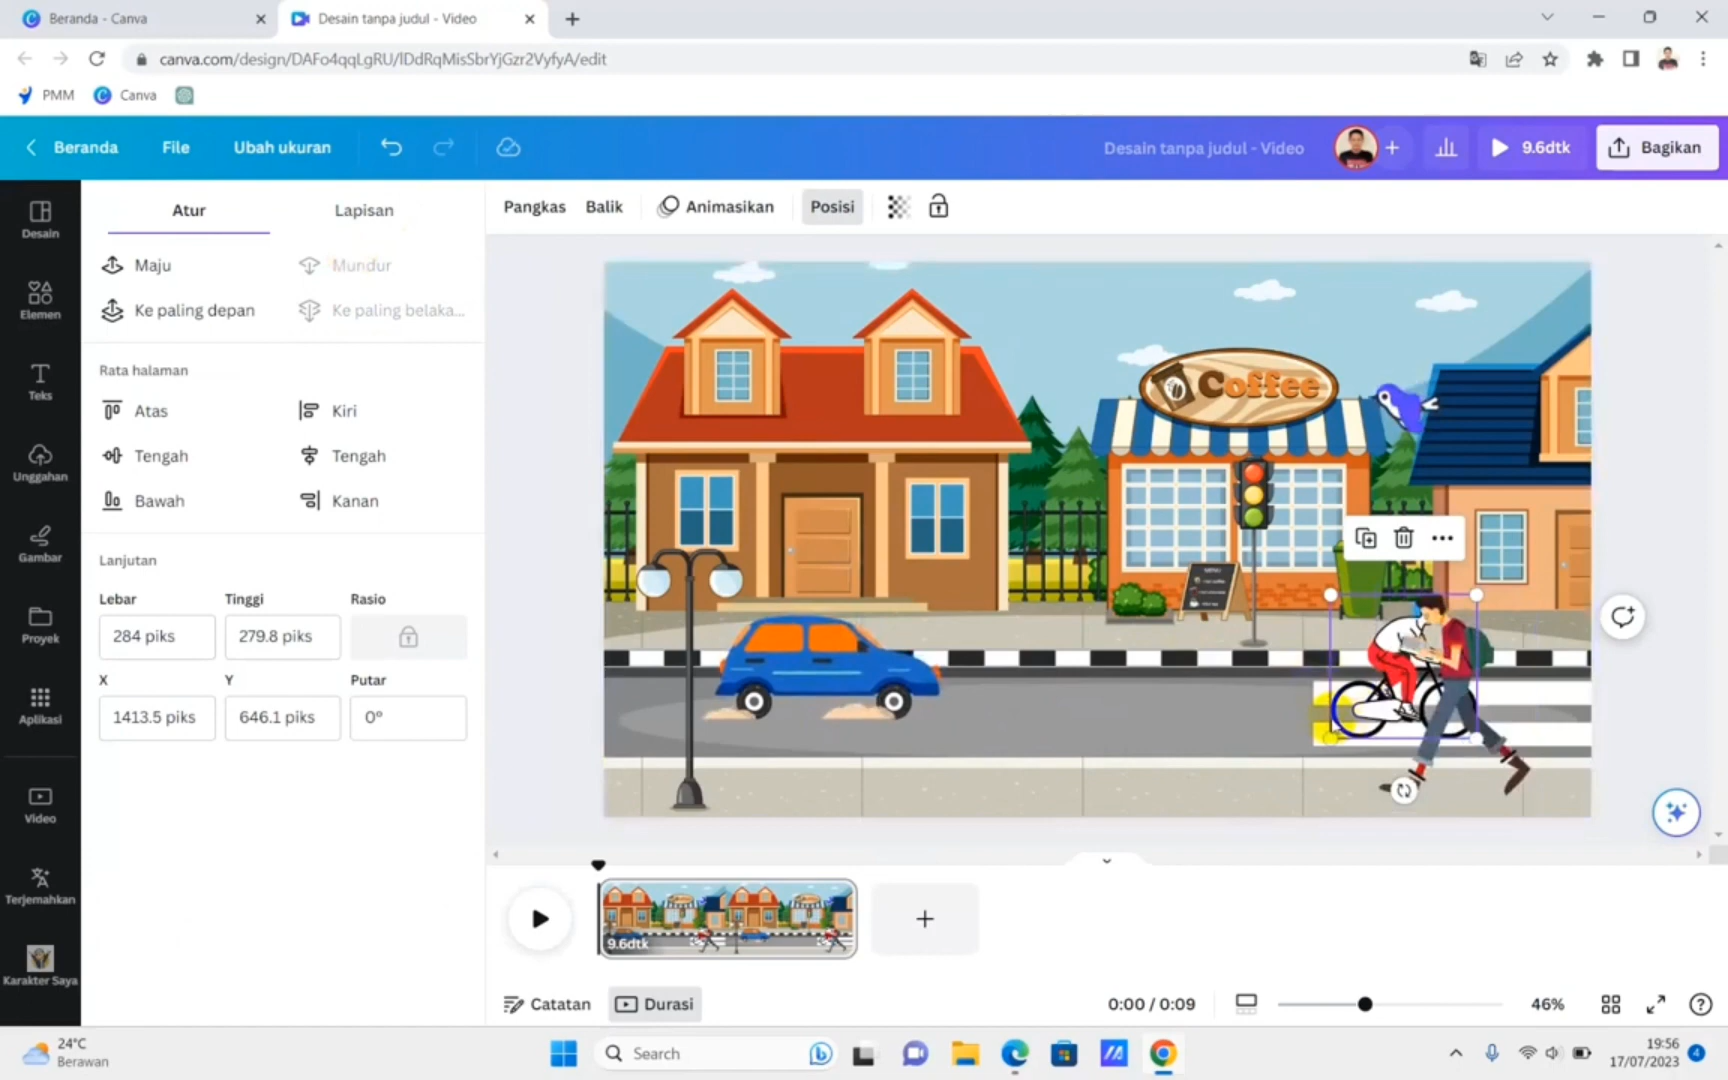 Beranda - Canva
Desain tanpa judul - Video
canva.com/design/DAFo4qqLgRU/lDdRqMisSbrYjGzr2VyfyA/edit
PMM
Canva
Beranda
File
Ubah ukuran
Desain tanpa judul - Video
9.6dtk
Bagikan
Desain
Elemen
Teks
Unggahan
Gambar
Proyek
Aplikasi
Video
Terjemahkan
Karakter Saya
Atur
Lapisan
Maju
Mundur
Ke paling depan
Ke paling belaka...
Rata halaman
Atas
Kiri
Tengah
Tengah
Bawah
Kanan
Lanjutan
Lebar
Tinggi
Rasio
284 piks
279.8 piks
X
Y
Putar
1413.5 piks
646.1 piks
0°
Pangkas
Balik
Animasikan
Posisi
Coffee
MENU
9.6dtk
Catatan
Durasi
0:00 / 0:09
46%
24°C
Berawan
Search
19:56
17/07/2023
4